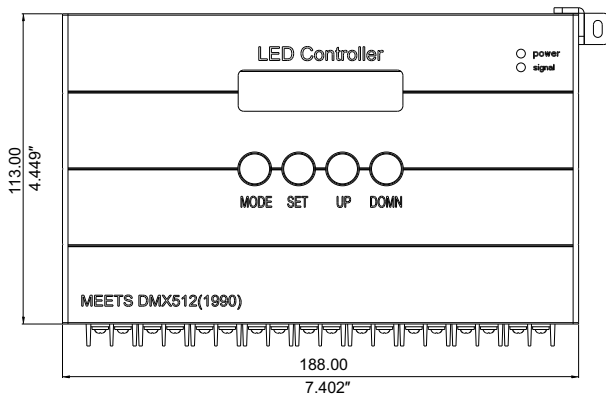 LED Controller
power
signal
113.00
4.449"
MODE SET UP DOMN
MEETS DMX512(1990)
188.00
7.402"